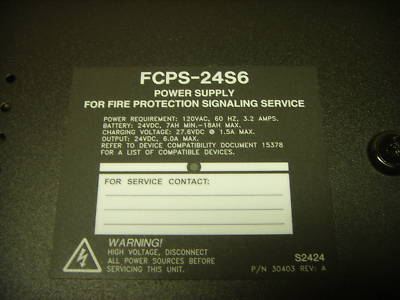 FCPS-24S6
POWER SUPPLY
FOR FIRE PROTECTION SIGNALING SERVICE
POWER REQUIREMENT: 120VAC, 60 HZ, 3.2 AMPS.
BATTERY: 24VDC, 7AH MIN.-18AH MAX.
CHARGING VOLTAGE: 27.6VDC @ 1.5A MAX.
OUTPUT: 24VDC, 6.0A MAX.
REFER TO DEVICE COMPATIBILITY DOCUMENT 15378
FOR A LIST OF COMPATIBLE DEVICES.
FOR SERVICE CONTACT:
WARNING!
HIGH VOLTAGE, DISCONNECT
ALL POWER SOURCES BEFORE
SERVICING THIS UNIT.
S2424
P/N 30403 REV: A